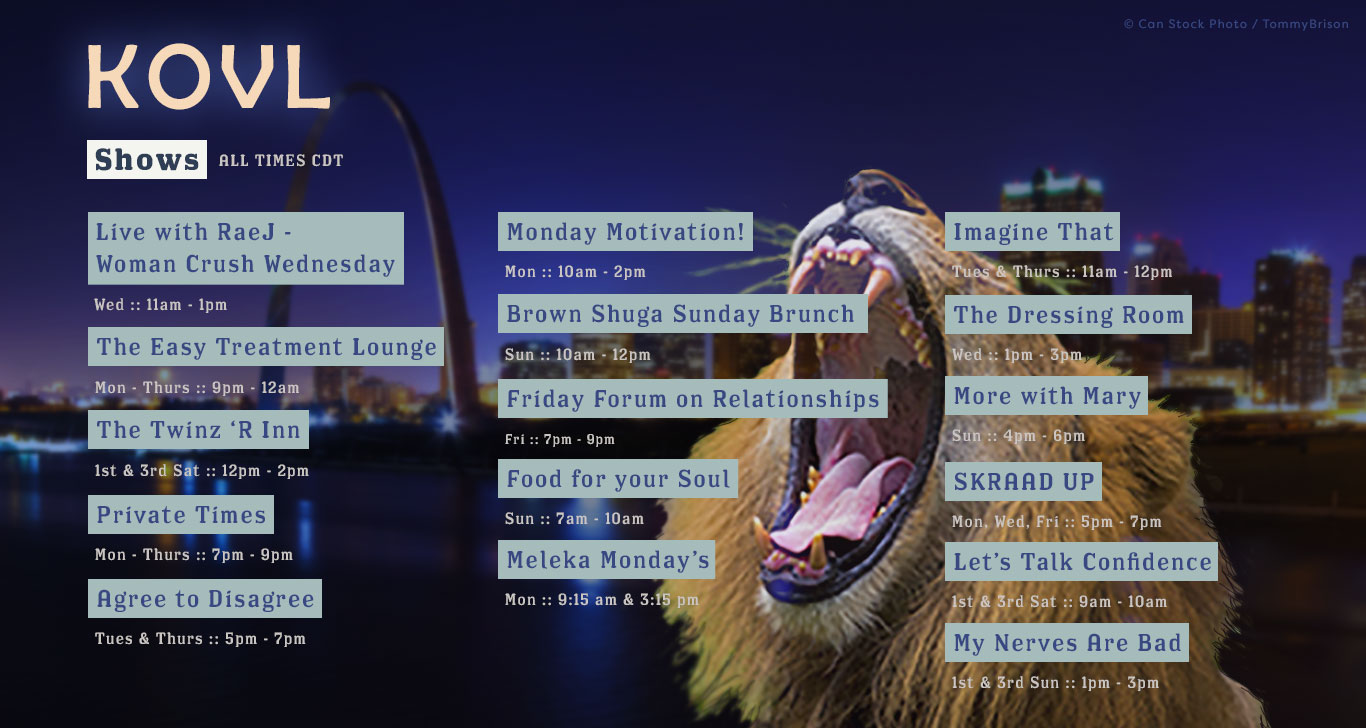 © Can Stock Photo / TommyBrison
KOVL
Shows ALL TIMES CDT
Live with RaeJ -
Woman Crush Wednesday
Wed :: 11am - 1pm
The Easy Treatment Lounge
Mon - Thurs :: 9pm - 12am
The Twinz ‘R Inn
1st & 3rd Sat :: 12pm - 2pm
Private Times
Mon - Thurs :: 7pm - 9pm
Agree to Disagree
Tues & Thurs :: 5pm - 7pm
Monday Motivation!
Mon :: 10am - 2pm
Brown Shuga Sunday Brunch
Sun :: 10am - 12pm
Friday Forum on Relationships
Fri :: 7pm - 9pm
Food for your Soul
Sun :: 7am - 10am
Meleka Monday’s
Mon :: 9:15 am & 3:15 pm
Imagine That
Tues & Thurs :: 11am - 12pm
The Dressing Room
Wed :: 1pm - 3pm
More with Mary
Sun :: 4pm - 6pm
SKRAAD UP
Mon, Wed, Fri :: 5pm - 7pm
Let’s Talk Confidence
1st & 3rd Sat :: 9am - 10am
My Nerves Are Bad
1st & 3rd Sun :: 1pm - 3pm